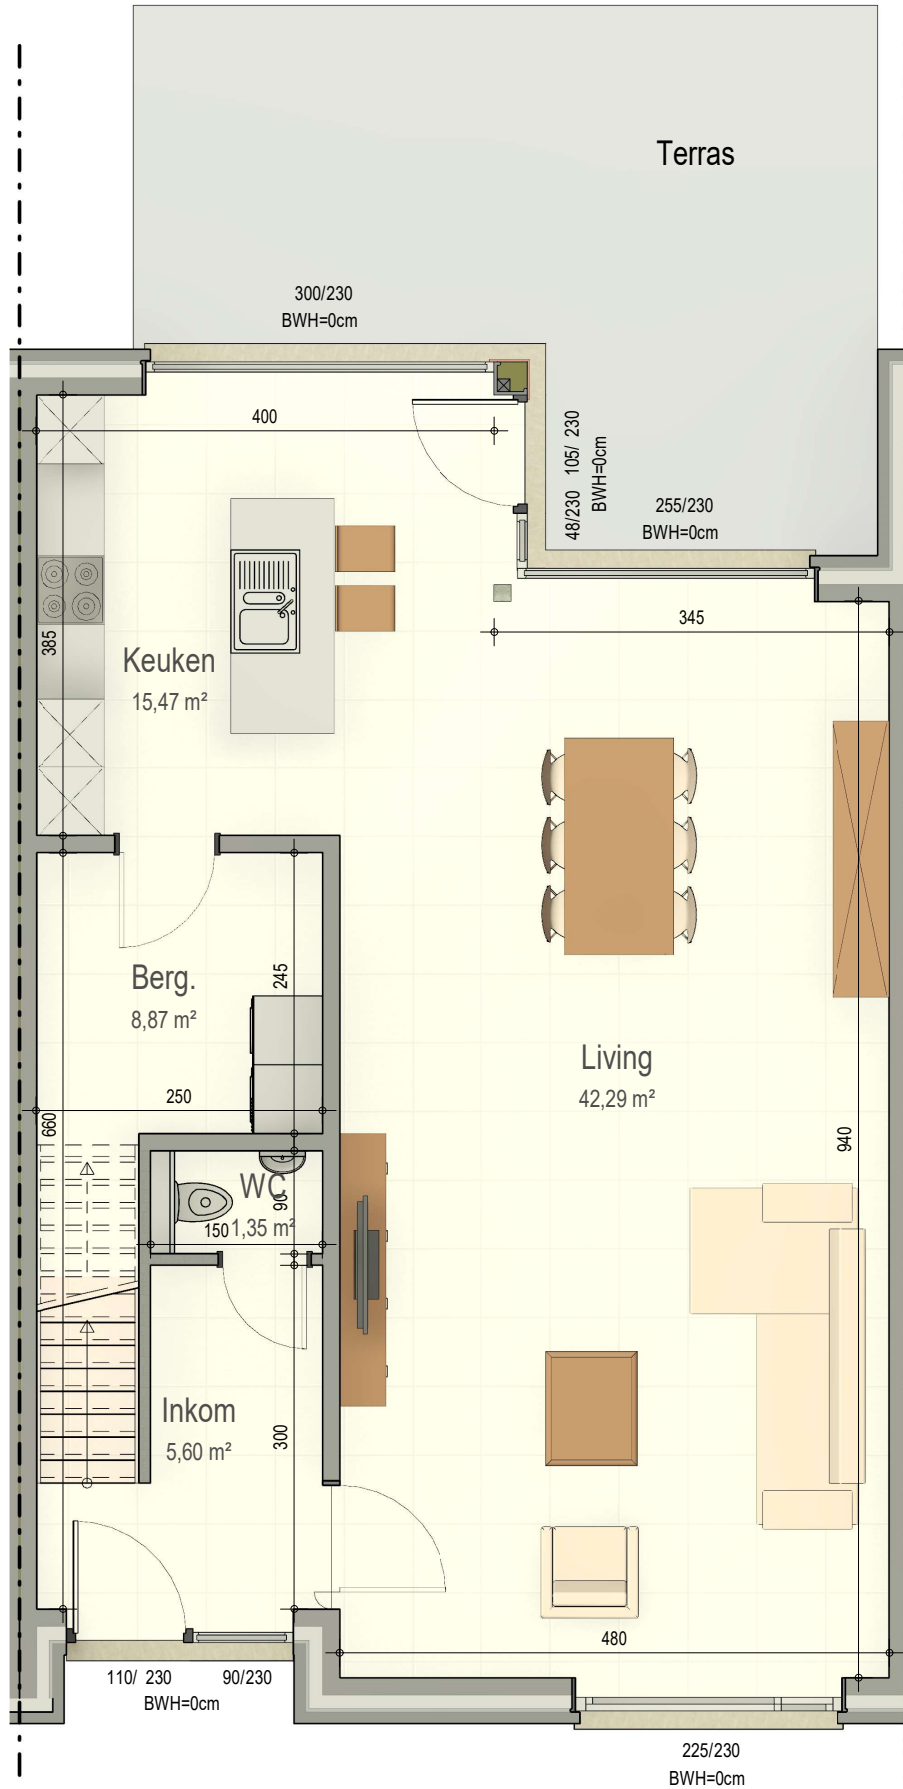 Terras
300/230
BWH=0cm
400
48/230 105/ 230
BWH=0cm
255/230
BWH=0cm
345
385
Keuken
15,47 m²
Berg.
8,87 m²
245
Living
42,29 m²
250
660
940
WC
90
150 1,35 m²
Inkom
5,60 m²
300
480
110/ 230 90/230
BWH=0cm
225/230
BWH=0cm